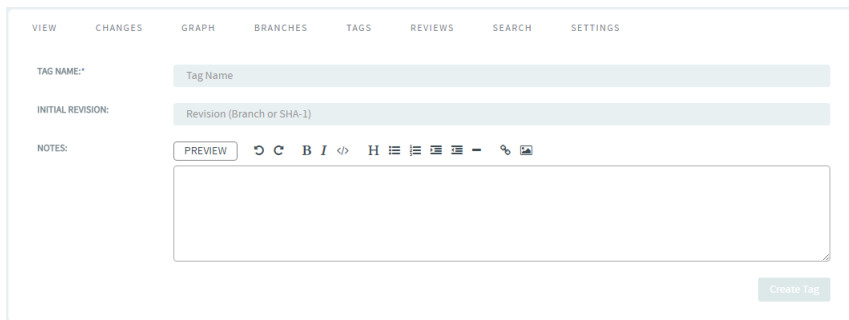 VIEW CHANGES GRAPH BRANCHES TAGS REVIEWS SEARCH SETTINGS
TAG NAME:* Tag Name
INITIAL REVISION: Revision (Branch or SHA-1)
NOTES: PREVIEW B I </> H
Create Tag